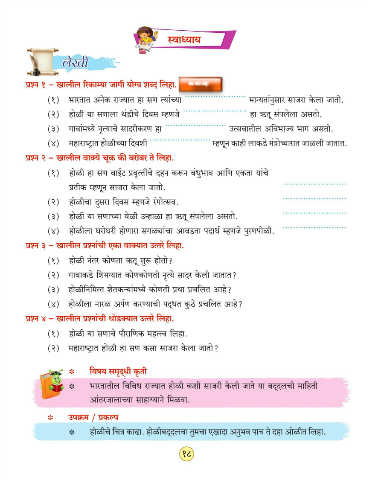 स्वाध्याय
लेखी
प्रश्न १ – खालील रिकाम्या जागी योग्य शब्द लिहा.
(१) भारतात अनेक राज्यात हा सण त्यांच्या ........................ मान्यतांनुसार साजरा केला जातो.
(२) होळी या सणाला थंडीचे दिवस म्हणजे ........................ हा ऋतू संपलेला असतो.
(३) गावांमध्ये नृत्याचे सादरीकरण हा ........................ उत्सवातील अविभाज्य भाग असतो.
(४) महाराष्ट्रात होळीच्या दिवशी ........................ म्हणून काही लाकडे मंत्रोच्चारात जाळली जातात.
प्रश्न २ – खालील वाक्ये चूक की बरोबर ते लिहा.
(१) होळी हा सण वाईट प्रवृत्तींचे दहन करून बंधुभाव आणि एकता यांचे
प्रतीक म्हणून साजरा केला जातो. ........................
(२) होळीचा दुसरा दिवस म्हणजे रंगोत्सव. ........................
(३) होळी या सणाच्या वेळी उन्हाळा हा ऋतू संपलेला असतो. ........................
(४) होळीला घरोघरी होणारा सगळ्यांचा आवडता पदार्थ म्हणजे पुरणपोळी. ........................
प्रश्न ३ – खालील प्रश्नांची एका वाक्यात उत्तरे लिहा.
(१) होळी नंतर कोणता ऋतू सुरू होतो?
(२) गावाकडे शिमग्यात कोणकोणती नृत्ये सादर केली जातात?
(३) होळीनिमित्त शेतकऱ्यांमध्ये कोणती प्रथा प्रचलित आहे?
(४) होळीला नारळ अर्पण करण्याची पद्धत कुठे प्रचलित आहे?
प्रश्न ४ – खालील प्रश्नांची थोडक्यात उत्तरे लिहा.
(१) होळी या सणाचे पौराणिक महत्त्व लिहा.
(२) महाराष्ट्रात होळी हा सण कसा साजरा केला जातो?
विषय समृद्धी कृती
भारतातील विविध राज्यात होळी कशी साजरी केली जाते या बद्दलची माहिती
आंतरजालाच्या साहाय्याने मिळवा.
उपक्रम / प्रकल्प
होळीचे चित्र काढा. होळीबद्दलचा तुमचा एखादा अनुभव पाच ते दहा ओळीत लिहा.
१८